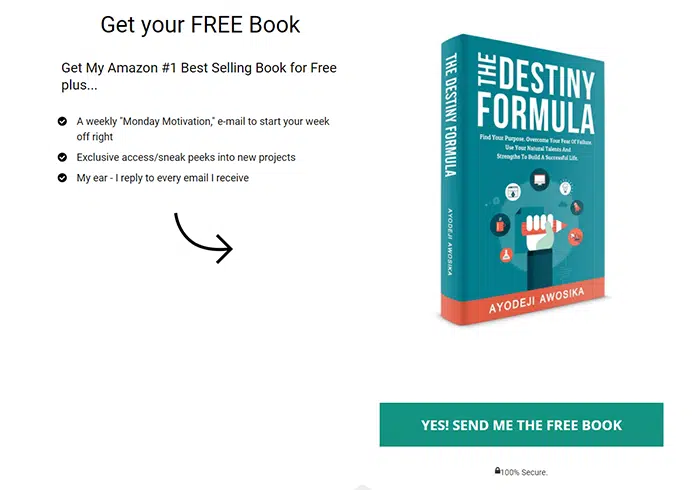 Get your FREE Book
Get My Amazon #1 Best Selling Book for Free
plus...
A weekly "Monday Motivation," e-mail to start your week
off right
Exclusive access/sneak peeks into new projects
My ear - I reply to every email I receive
THE DESTINY FORMULA
AYODEJI AWOSIKA
THE DESTINY
FORMULA
Find Your Purpose, Overcome Your Fear Of Failure,
Use Your Natural Talents And
Strengths To Build A Successful Life.
AYODEJI AWOSIKA
YES! SEND ME THE FREE BOOK
100% Secure.